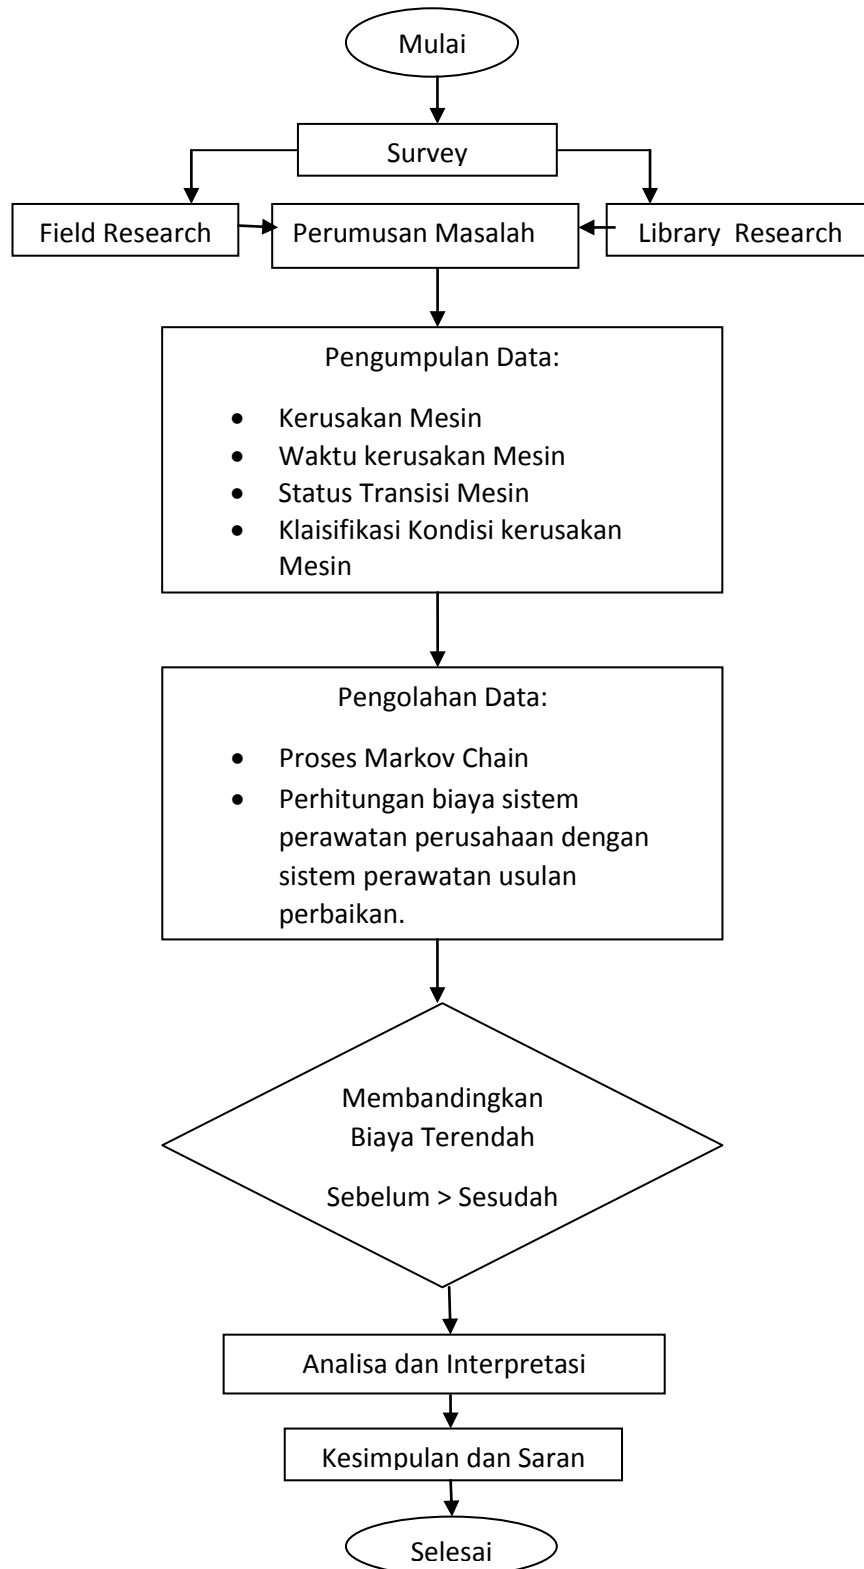 Mulai
Survey
Field Research
Perumusan Masalah
Library Research
Pengumpulan Data:
• Kerusakan Mesin
• Waktu kerusakan Mesin
• Status Transisi Mesin
• Klaisifikasi Kondisi kerusakan
Mesin
Pengolahan Data:
• Proses Markov Chain
• Perhitungan biaya sistem
perawatan perusahaan dengan
sistem perawatan usulan
perbaikan.
Membandingkan
Biaya Terendah
Sebelum > Sesudah
Analisa dan Interpretasi
Kesimpulan dan Saran
Selesai